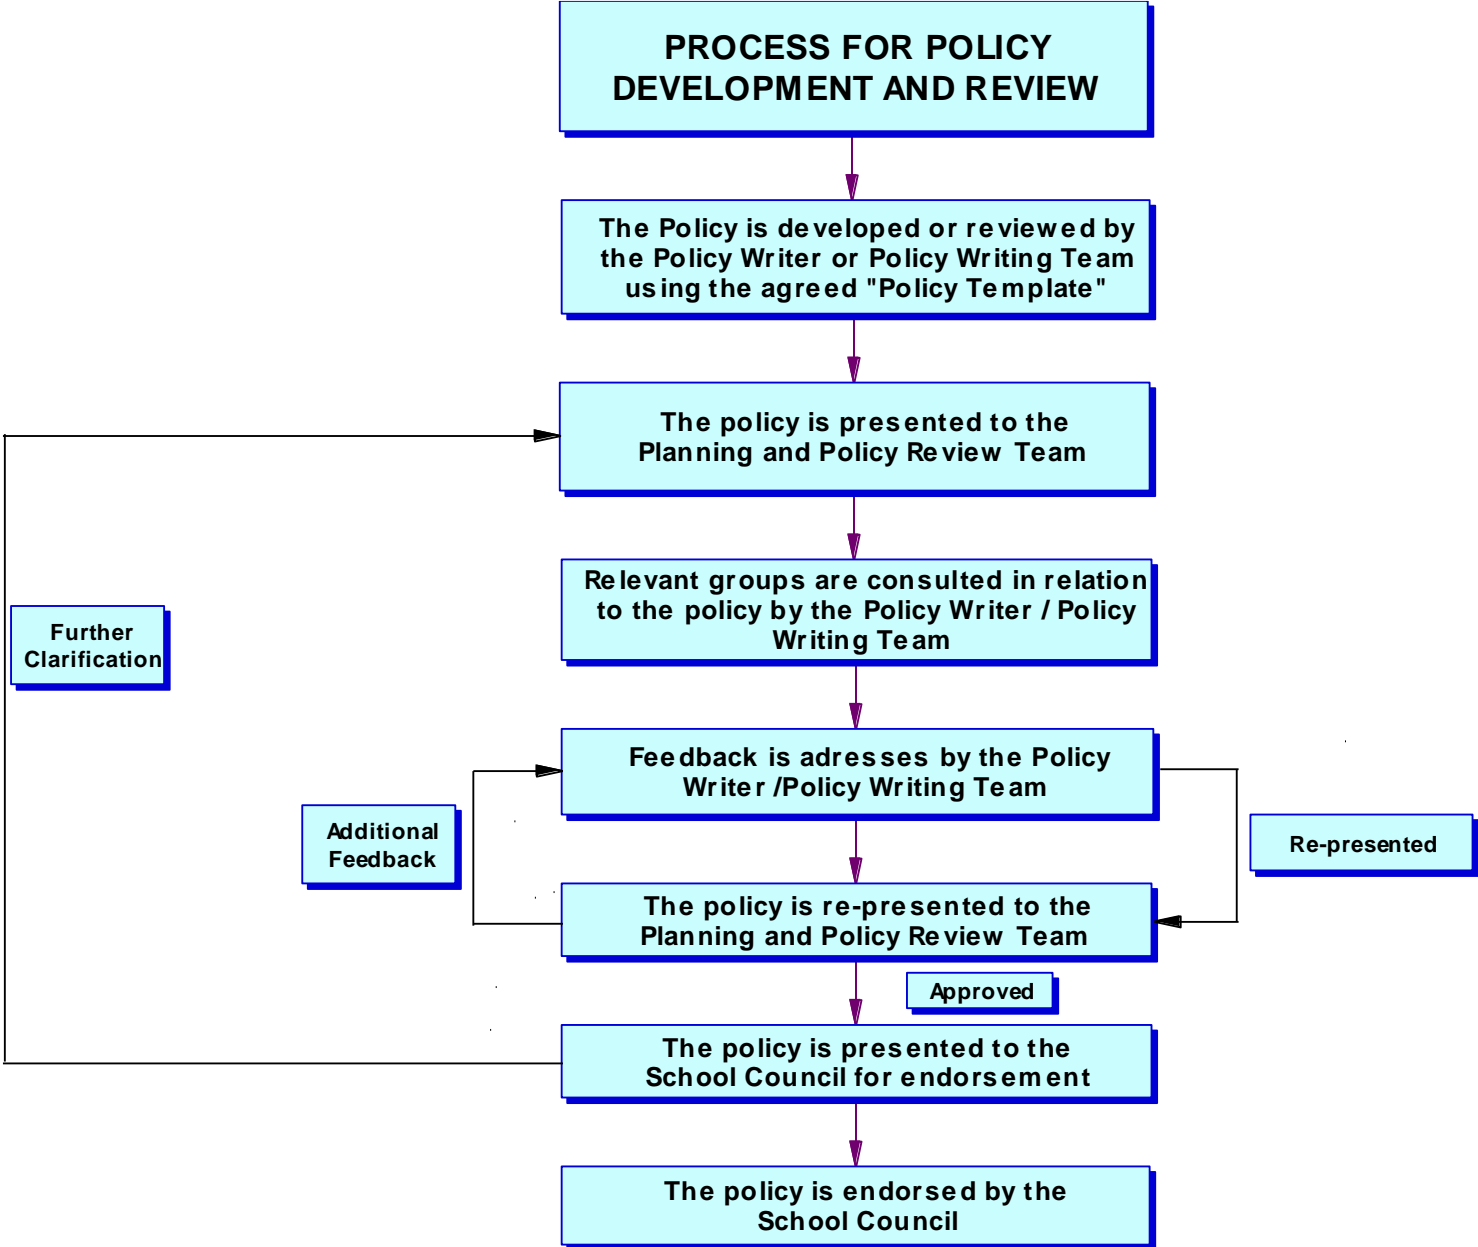 PROCESS FOR POLICY
DEVELOPMENT AND REVIEW
The Policy is developed or reviewed by
the Policy Writer or Policy Writing Team
using the agreed "Policy Template"
The policy is presented to the
Planning and Policy Review Team
Relevant groups are consulted in relation
to the policy by the Policy Writer / Policy
Writing Team
Further
Clarification
Feedback is adresses by the Policy
Writer /Policy Writing Team
Additional
Feedback
Re-presented
The policy is re-presented to the
Planning and Policy Review Team
Approved
The policy is presented to the
School Council for endorsement
The policy is endorsed by the
School Council